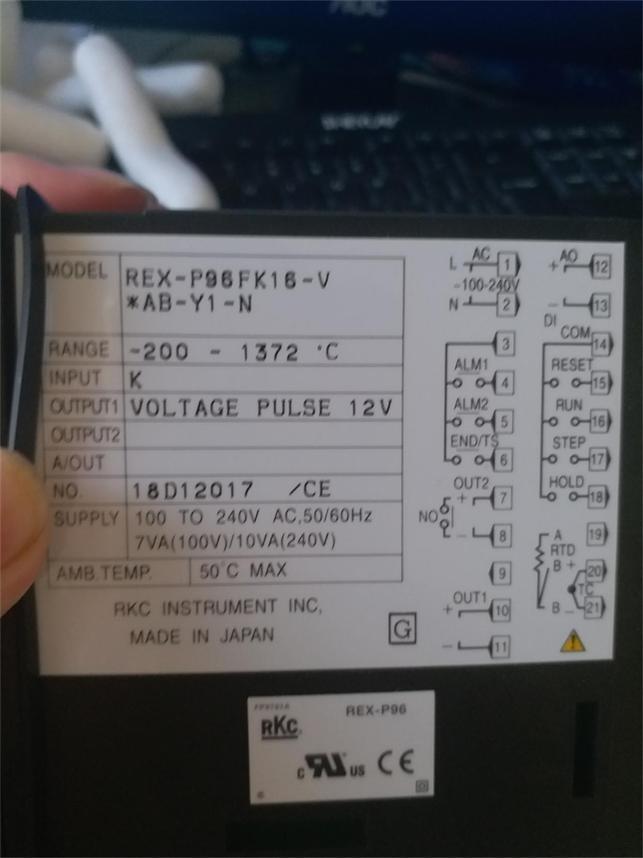 MODEL REX-P96FK16-V
*AB-Y1-N
RANGE -200 - 1372 °C
INPUT K
OUTPUT1 VOLTAGE PULSE 12V
OUTPUT2
A/OUT
NO. 18D12017 /CE
SUPPLY 100 TO 240V AC,50/60Hz
7VA(100V)/10VA(240V)
AMB.TEMP. 50°C MAX
RKC INSTRUMENT INC,
MADE IN JAPAN
G
AC
L 1
-100-240V
N 2
3
ALM1
4
ALM2
5
END/TS
6
OUT2
+ 7
NO
- 8
9
OUT1
+ 10
- 11
AO
+ 12
- 13
DI
COM 14
RESET
15
RUN
16
STEP
17
HOLD
18
A 19
RTD
B + 20
TC
B - 21
RKC REX-P96
C US CE